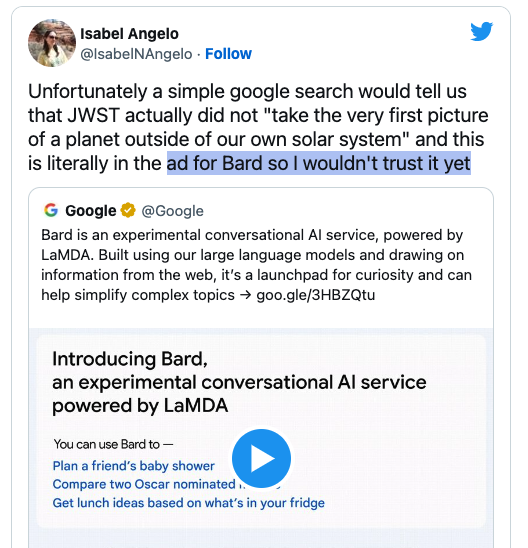 Isabel Angelo
@IsabelNAngelo · Follow
Unfortunately a simple google search would tell us
that JWST actually did not "take the very first picture
of a planet outside of our own solar system" and this
is literally in the ad for Bard so I wouldn't trust it yet
Google @Google
Bard is an experimental conversational AI service, powered by
LaMDA. Built using our large language models and drawing on
information from the web, it's a launchpad for curiosity and can
help simplify complex topics → goo.gle/3HBZQtu
Introducing Bard,
an experimental conversational AI service
powered by LaMDA
You can use Bard to —
Plan a friend's baby shower
Compare two Oscar nominated
Get lunch ideas based on what's in your fridge